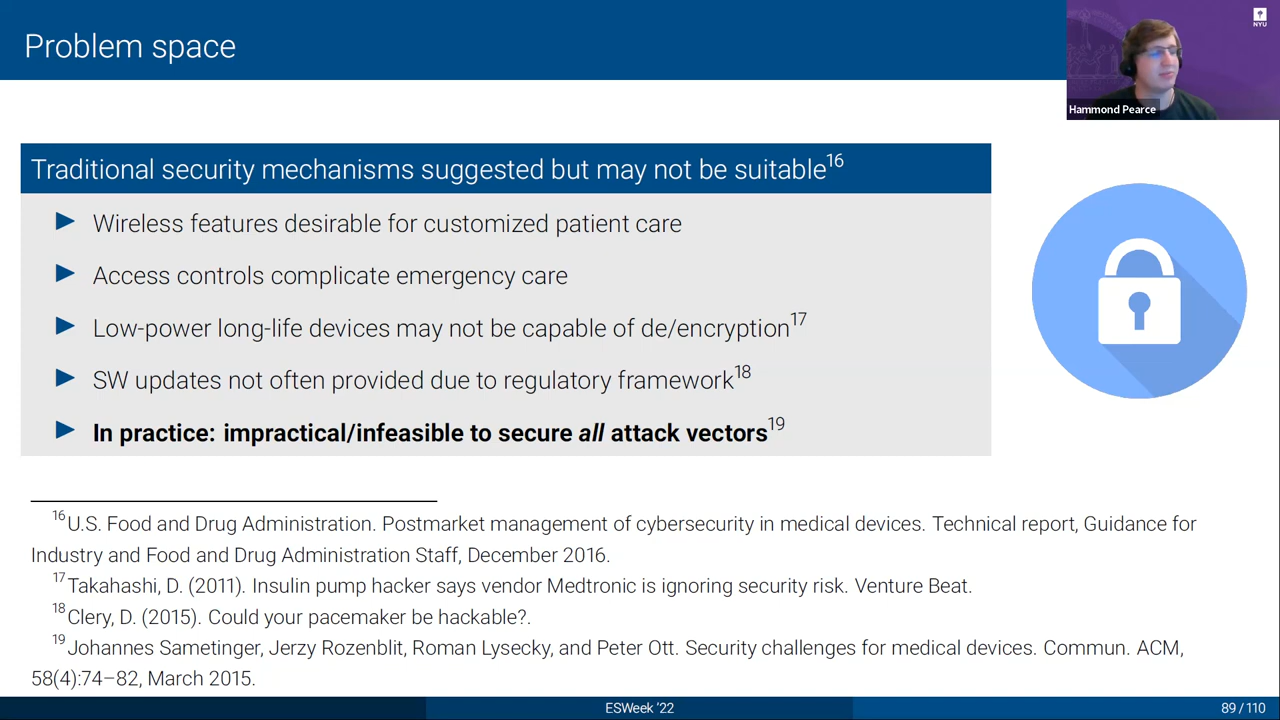 Problem space
NYU
Hammond Pearce
Traditional security mechanisms suggested but may not be suitable16
Wireless features desirable for customized patient care
Access controls complicate emergency care
Low-power long-life devices may not be capable of de/encryption17
SW updates not often provided due to regulatory framework18
In practice: impractical/infeasible to secure all attack vectors19
16U.S. Food and Drug Administration. Postmarket management of cybersecurity in medical devices. Technical report, Guidance for
Industry and Food and Drug Administration Staff, December 2016.
17Takahashi, D. (2011). Insulin pump hacker says vendor Medtronic is ignoring security risk. Venture Beat.
18Clery, D. (2015). Could your pacemaker be hackable?.
19Johannes Sametinger, Jerzy Rozenblit, Roman Lysecky, and Peter Ott. Security challenges for medical devices. Commun. ACM,
58(4):74–82, March 2015.
ESWeek '22
89 / 110